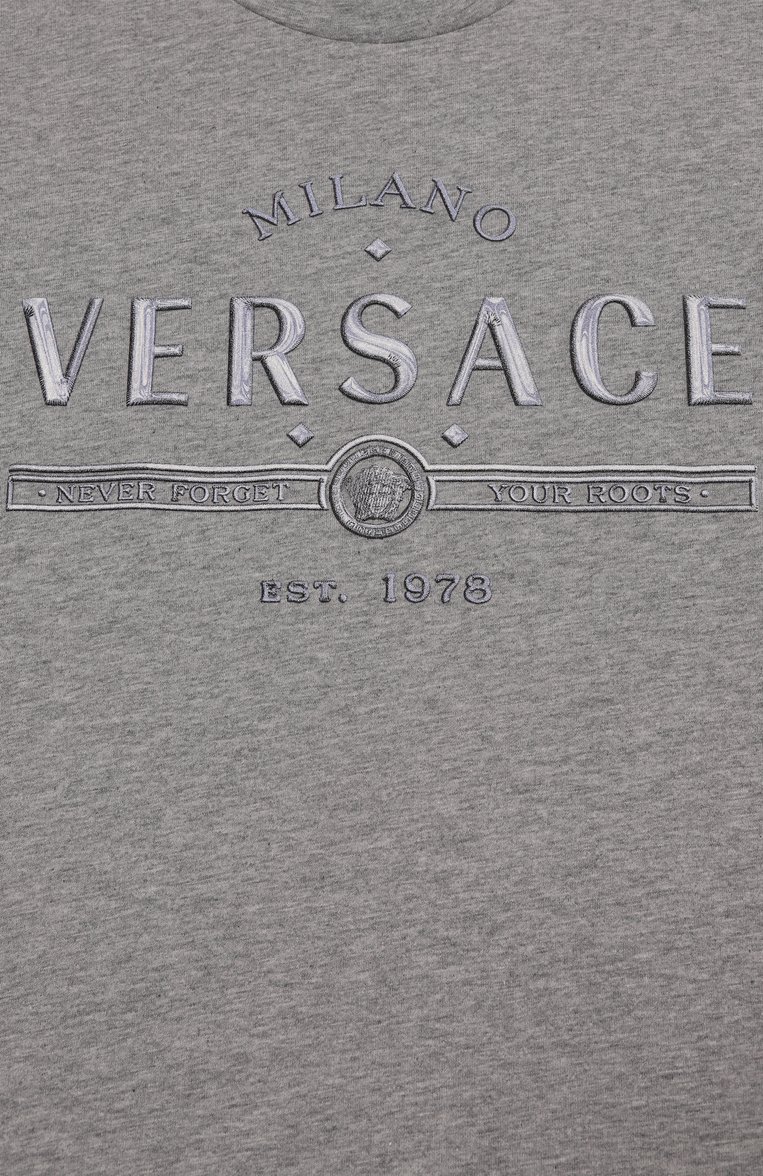 MILANO
VERSACE
· NEVER FORGET YOUR ROOTS ·
EST. 1978